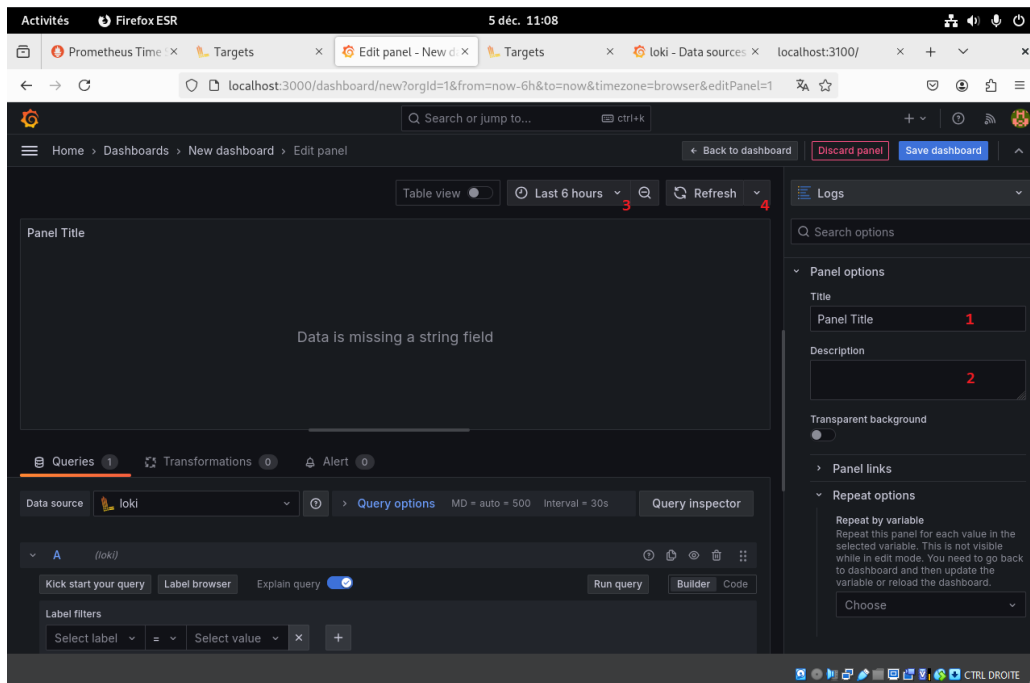 Activités Firefox ESR 5 déc. 11:08
Prometheus Time S × Targets × Edit panel - New d × Targets × loki - Data sources × localhost:3100/ × + ×
localhost:3000/dashboard/new?orgId=1&from=now-6h&to=now&timezone=browser&editPanel=1
Search or jump to... ctrl+k +
Home › Dashboards › New dashboard › Edit panel ← Back to dashboard Discard panel Save dashboard
Table view Last 6 hours 3 Refresh 4
Logs
Search options
Panel Title
Data is missing a string field
Panel options
Title
Panel Title 1
Description
2
Transparent background
Panel links
Repeat options
Repeat by variable
Repeat this panel for each value in the
selected variable. This is not visible
while in edit mode. You need to go back
to dashboard and then update the
variable or reload the dashboard.
Choose
Queries 1 Transformations 0 Alert 0
Data source loki › Query options MD = auto = 500 Interval = 30s Query inspector
A (loki)
Kick start your query Label browser Explain query Run query Builder Code
Label filters
Select label = Select value × +
CTRL DROITE